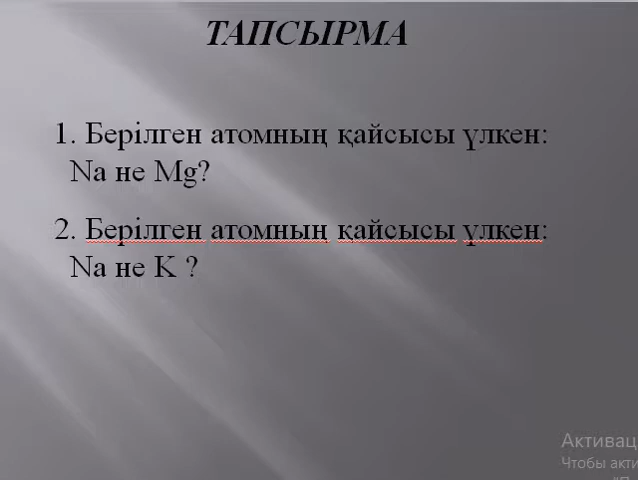 ТАПСЫРМА
1. Берілген атомның қайсысы үлкен:
Na не Mg?
2. Берілген атомның қайсысы үлкен:
Na не K ?
Активац
Чтобы акти